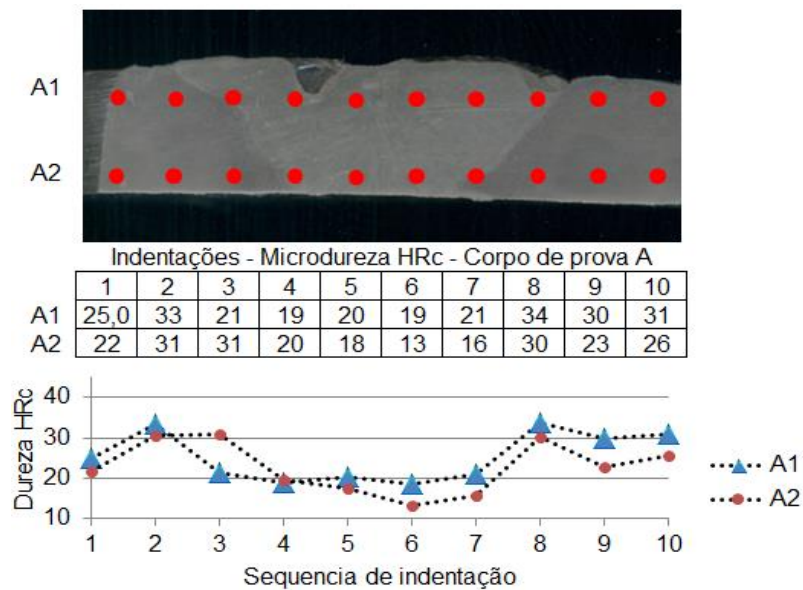 A1
A2
Indentações - Microdureza HRc - Corpo de prova A
1 2 3 4 5 6 7 8 9 10
A1 25,0 33 21 19 20 19 21 34 30 31
A2 22 31 31 20 18 13 16 30 23 26
Dureza HRc
40
30
20
10
1 2 3 4 5 6 7 8 9 10
Sequencia de indentação
A1
A2